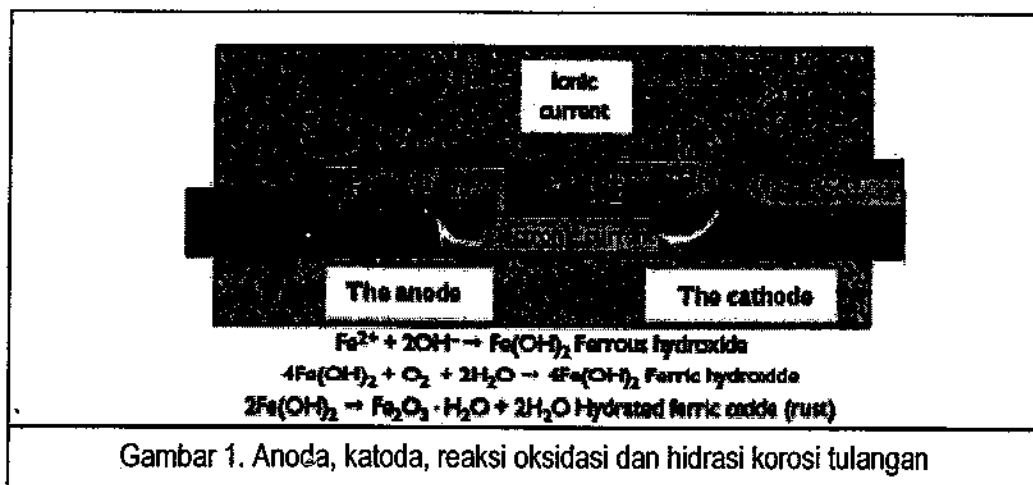 Ionic
current
The anode
The cathode
Fe²⁺ + 2OH⁻ → Fe(OH)₂ Ferrous hydroxide
4Fe(OH)₂ + O₂ + 2H₂O → 4Fe(OH)₂ Ferric hydroxide
2Fe(OH)₂ → Fe₂O₃ · H₂O + 2H₂O Hydrated ferric oxide (rust)
Gambar 1. Anoda, katoda, reaksi oksidasi dan hidrasi korosi tulangan